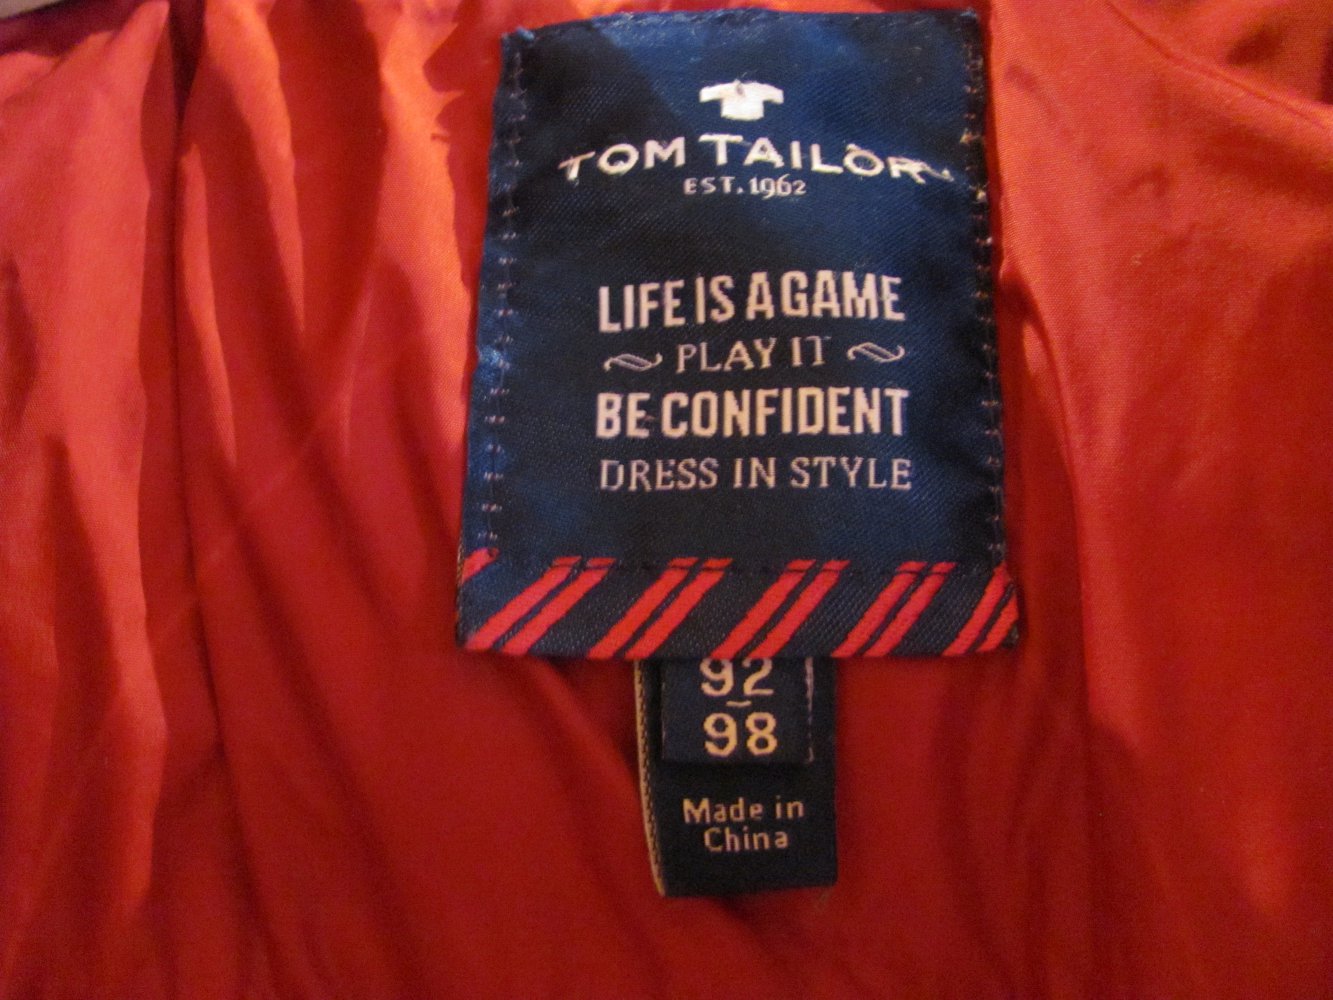 TOM TAILOR
EST. 1962
LIFE IS A GAME
PLAY IT
BE CONFIDENT
DRESS IN STYLE
92
-
98
Made in
China